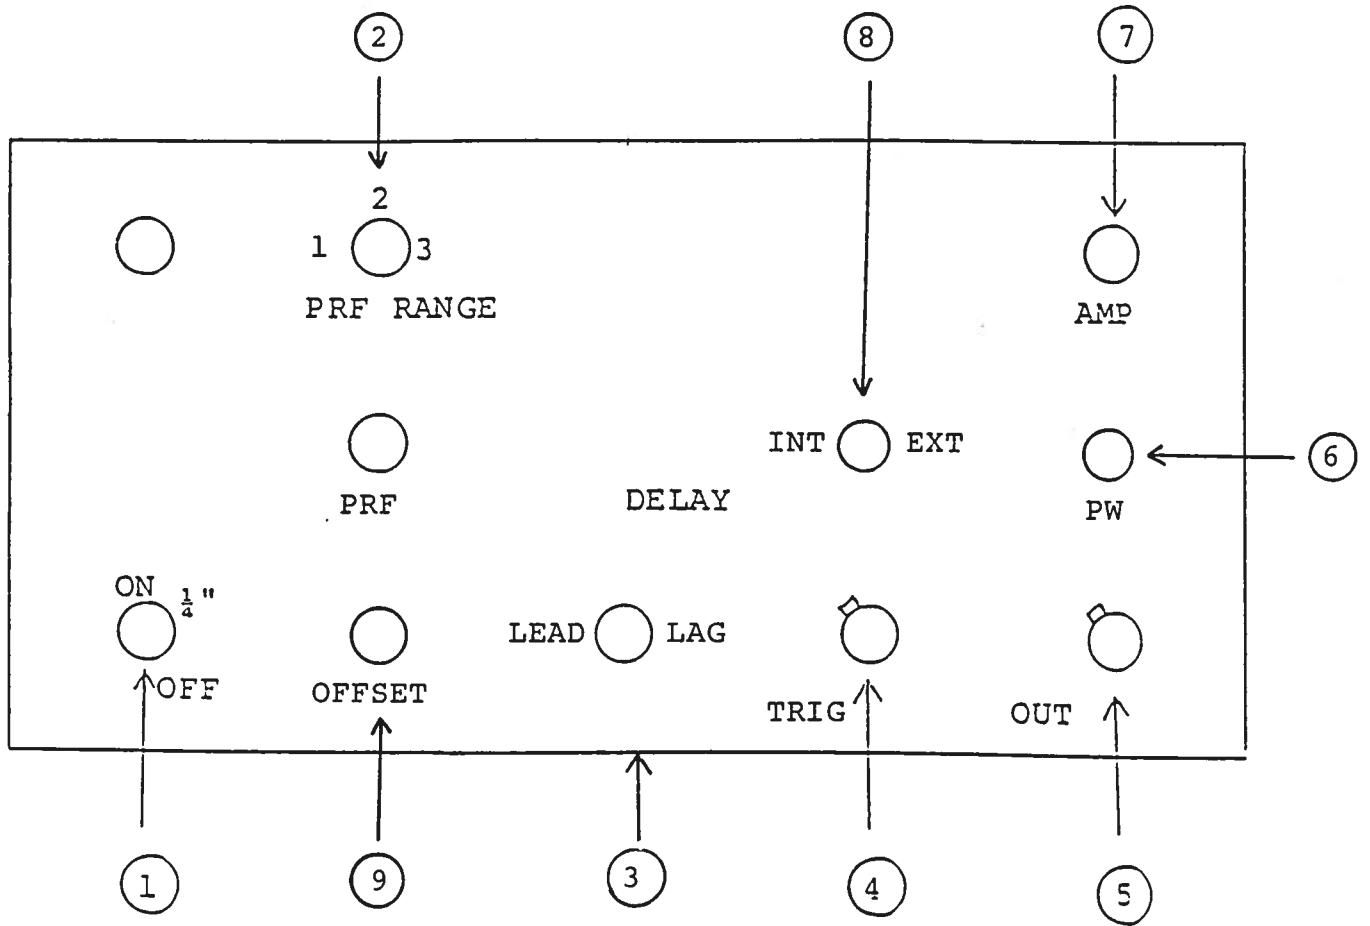 2 8 7
2
1 3
PRF RANGE
AMP
INT EXT
6
PRF
DELAY
PW
ON ¼"
LEAD LAG
OFF
OFFSET
TRIG
OUT
1 9 3 4 5